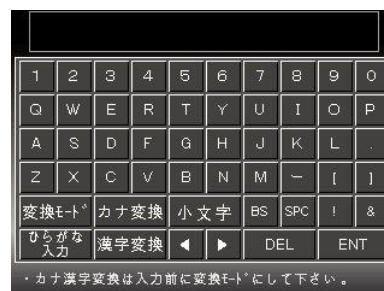 1 2 3 4 5 6 7 8 9 0
Q W E R T Y U I O P
A S D F G H J K L .
Z X C V B N M ー [ ]
変換ﾓｰﾄﾞ カナ変換 小文字 BS SPC ! &
ひらがな入力 漢字変換 ◀ ▶ DEL ENT
・カナ漢字変換は入力前に変換ﾓｰﾄﾞにして下さい。